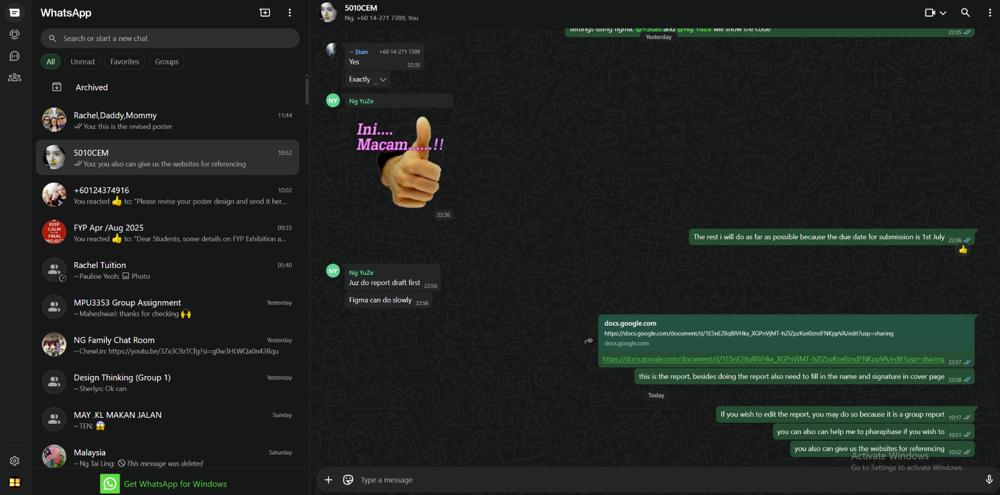 WhatsApp
Search or start a new chat
All
Unread
Favorites
Groups
Archived
Rachel,Daddy,Mommy
11:44
You: this is the revised poster
5010CEM
10:52
You: you also can give us the websites for referencing
+60124374916
10:02
You reacted 👍 to: "Please revise your poster design and send it her...
KEEP
CALM
IT'S THE
FINAL
PROJECT
FYP Apr /Aug 2025
09:35
You reacted 👍 to: "Dear Students, some details on FYP Exhibition a...
Rachel Tuition
05:40
~ Pauline Yeoh: Photo
MPU3353 Group Assignment
Yesterday
~ Maheshwari: thanks for checking 🙌
NG Family Chat Room
Yesterday
~ ChewLin: https://youtu.be/3Zx3C9zTCfg?si=g0w3HLWQa0n43Bqu
Design Thinking (Group 1)
Yesterday
~ Sherlyn: Ok can
MAY .KL MAKAN JALAN
Sunday
~ TEN: 😱
Malaysia
Saturday
~ Ng Tai Ling: This message was deleted
Get WhatsApp for Windows
5010CEM
Ng, +60 14-271 7389, You
settings using figma. @~Stan and @Ng YuZe will show the code
22:35
Yesterday
~ Stan +60 14-271 7389
Yes
22:35
Exactly
NY
Ng YuZe
Ini....
Macam......!!
22:36
The rest i will do as far as possible because the due date for submission is 1st July
22:36
👍
NY
Ng YuZe
Juz do report draft first
22:56
Figma can do slowly
22:56
docs.google.com
https://docs.google.com/document/d/1E5nE28qBlVHkx_XGPnVjMT-hZIZpzKse0zndFNKppVA/edit?usp=sharing
docs.google.com
https://docs.google.com/document/d/1E5nE28qBlVHkx_XGPnVjMT-hZIZpzKse0zndFNKppVA/edit?usp=sharing
22:57
this is the report, besides doing the report also need to fill in the name and signature in cover page
22:58
Today
If you wish to edit the report, you may do so because it is a group report
10:17
you can also can help me to pharaphase if you wish to
10:51
you also can give us the websites for referencing
10:52
Activate Windows
Go to Settings to activate Windows.
Type a message